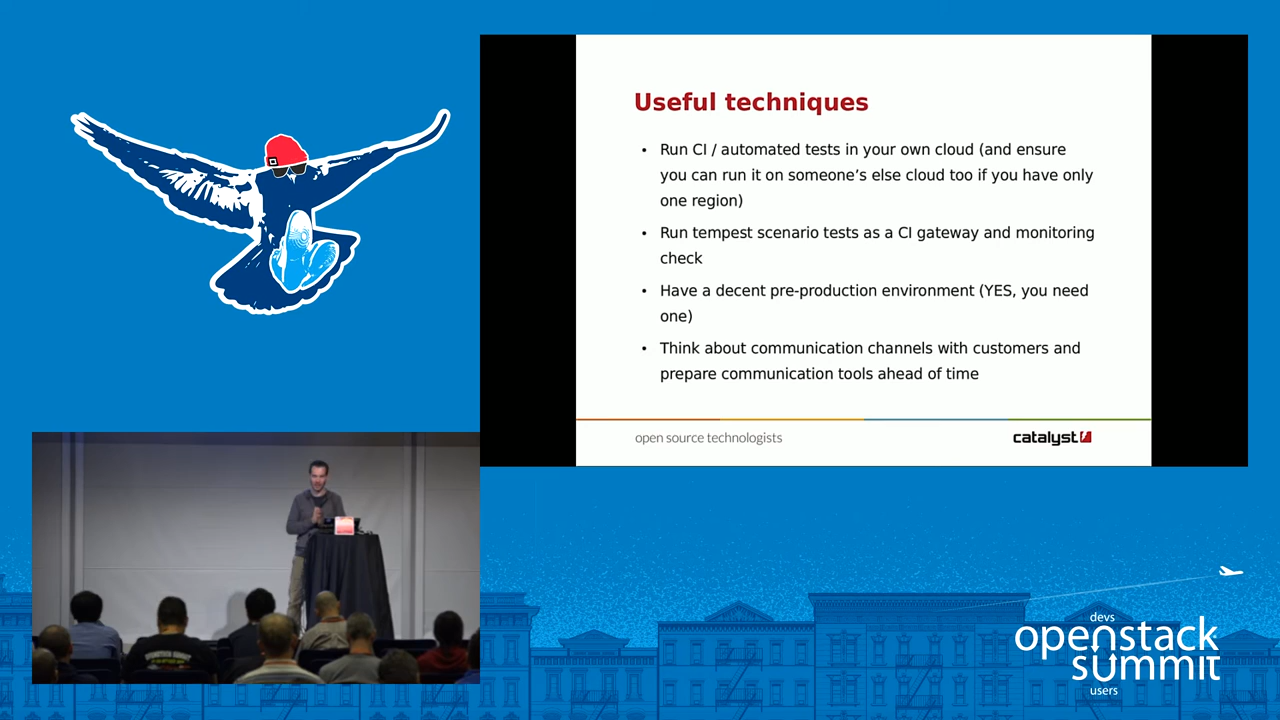 Useful techniques
• Run CI / automated tests in your own cloud (and ensure
you can run it on someone's else cloud too if you have only
one region)
• Run tempest scenario tests as a CI gateway and monitoring
check
• Have a decent pre-production environment (YES, you need
one)
• Think about communication channels with customers and
prepare communication tools ahead of time
open source technologists
catalyst
devs
openstack
summit
users